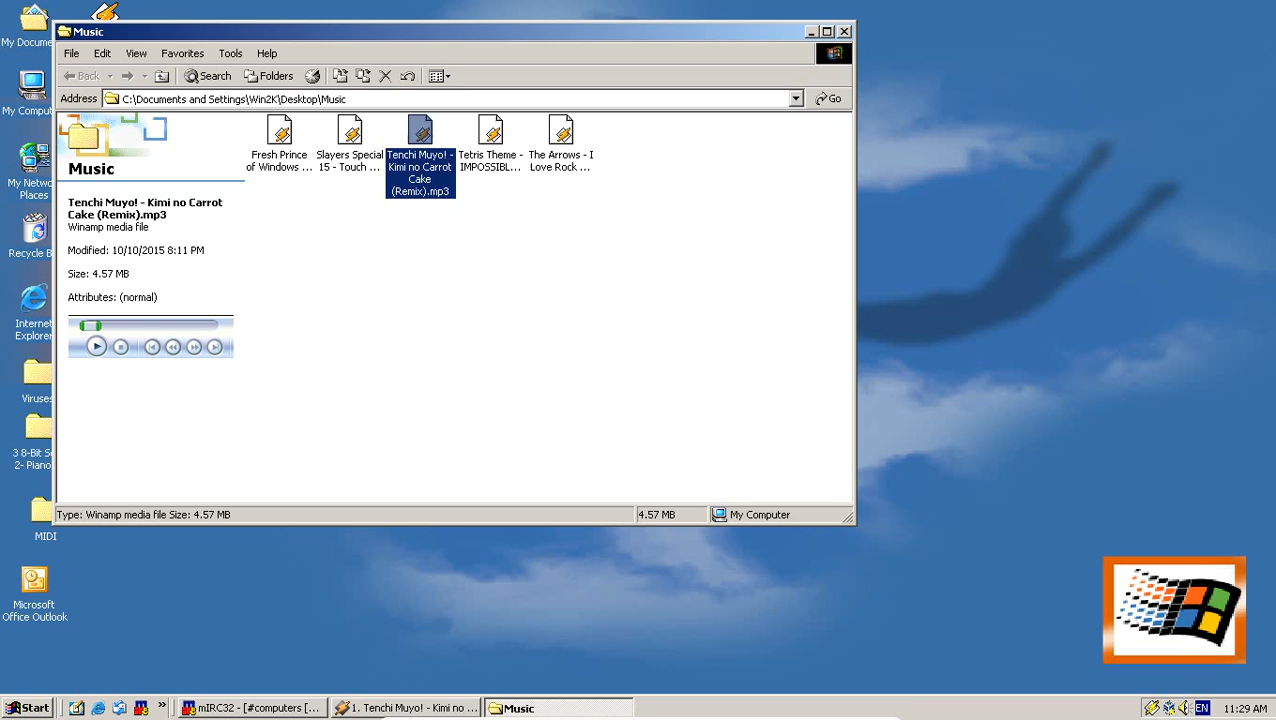 Music
File Edit View Favorites Tools Help
Back Search Folders
Address C:\Documents and Settings\Win2K\Desktop\Music Go
Music
Tenchi Muyo! - Kimi no Carrot
Cake (Remix).mp3
Winamp media file
Modified: 10/10/2015 8:11 PM
Size: 4.57 MB
Attributes: (normal)
Fresh Prince
of Windows ...
Slayers Special
15 - Touch ...
Tenchi Muyo! -
Kimi no Carrot
Cake
(Remix).mp3
Tetris Theme -
IMPOSSIBL...
The Arrows - I
Love Rock ...
Type: Winamp media file Size: 4.57 MB 4.57 MB My Computer
My Docume
My Compu
My Netwo
Places
Recycle B
Internet
Explorer
Viruses
3 8-Bit S
2- Piano
MIDI
Microsoft
Office Outlook
Start mIRC32 - [#computers [... 1. Tenchi Muyo! - Kimi no ... Music EN 11:29 AM